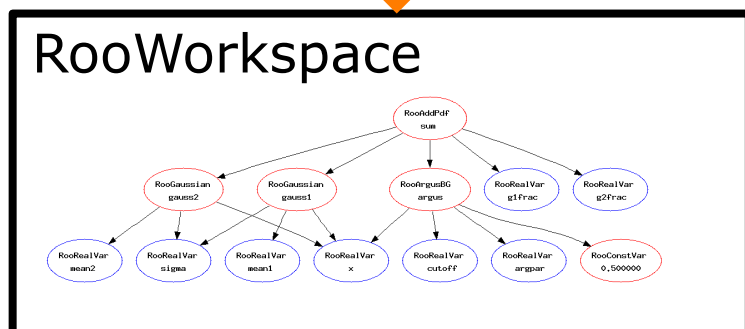 RooWorkspace
RooAddPdf
sum
RooGaussian
gauss2
RooGaussian
gauss1
RooArgusBG
argus
RooRealVar
g1frac
RooRealVar
g2frac
RooRealVar
mean2
RooRealVar
sigma
RooRealVar
mean1
RooRealVar
x
RooRealVar
cutoff
RooRealVar
argpar
RooConstVar
0.500000